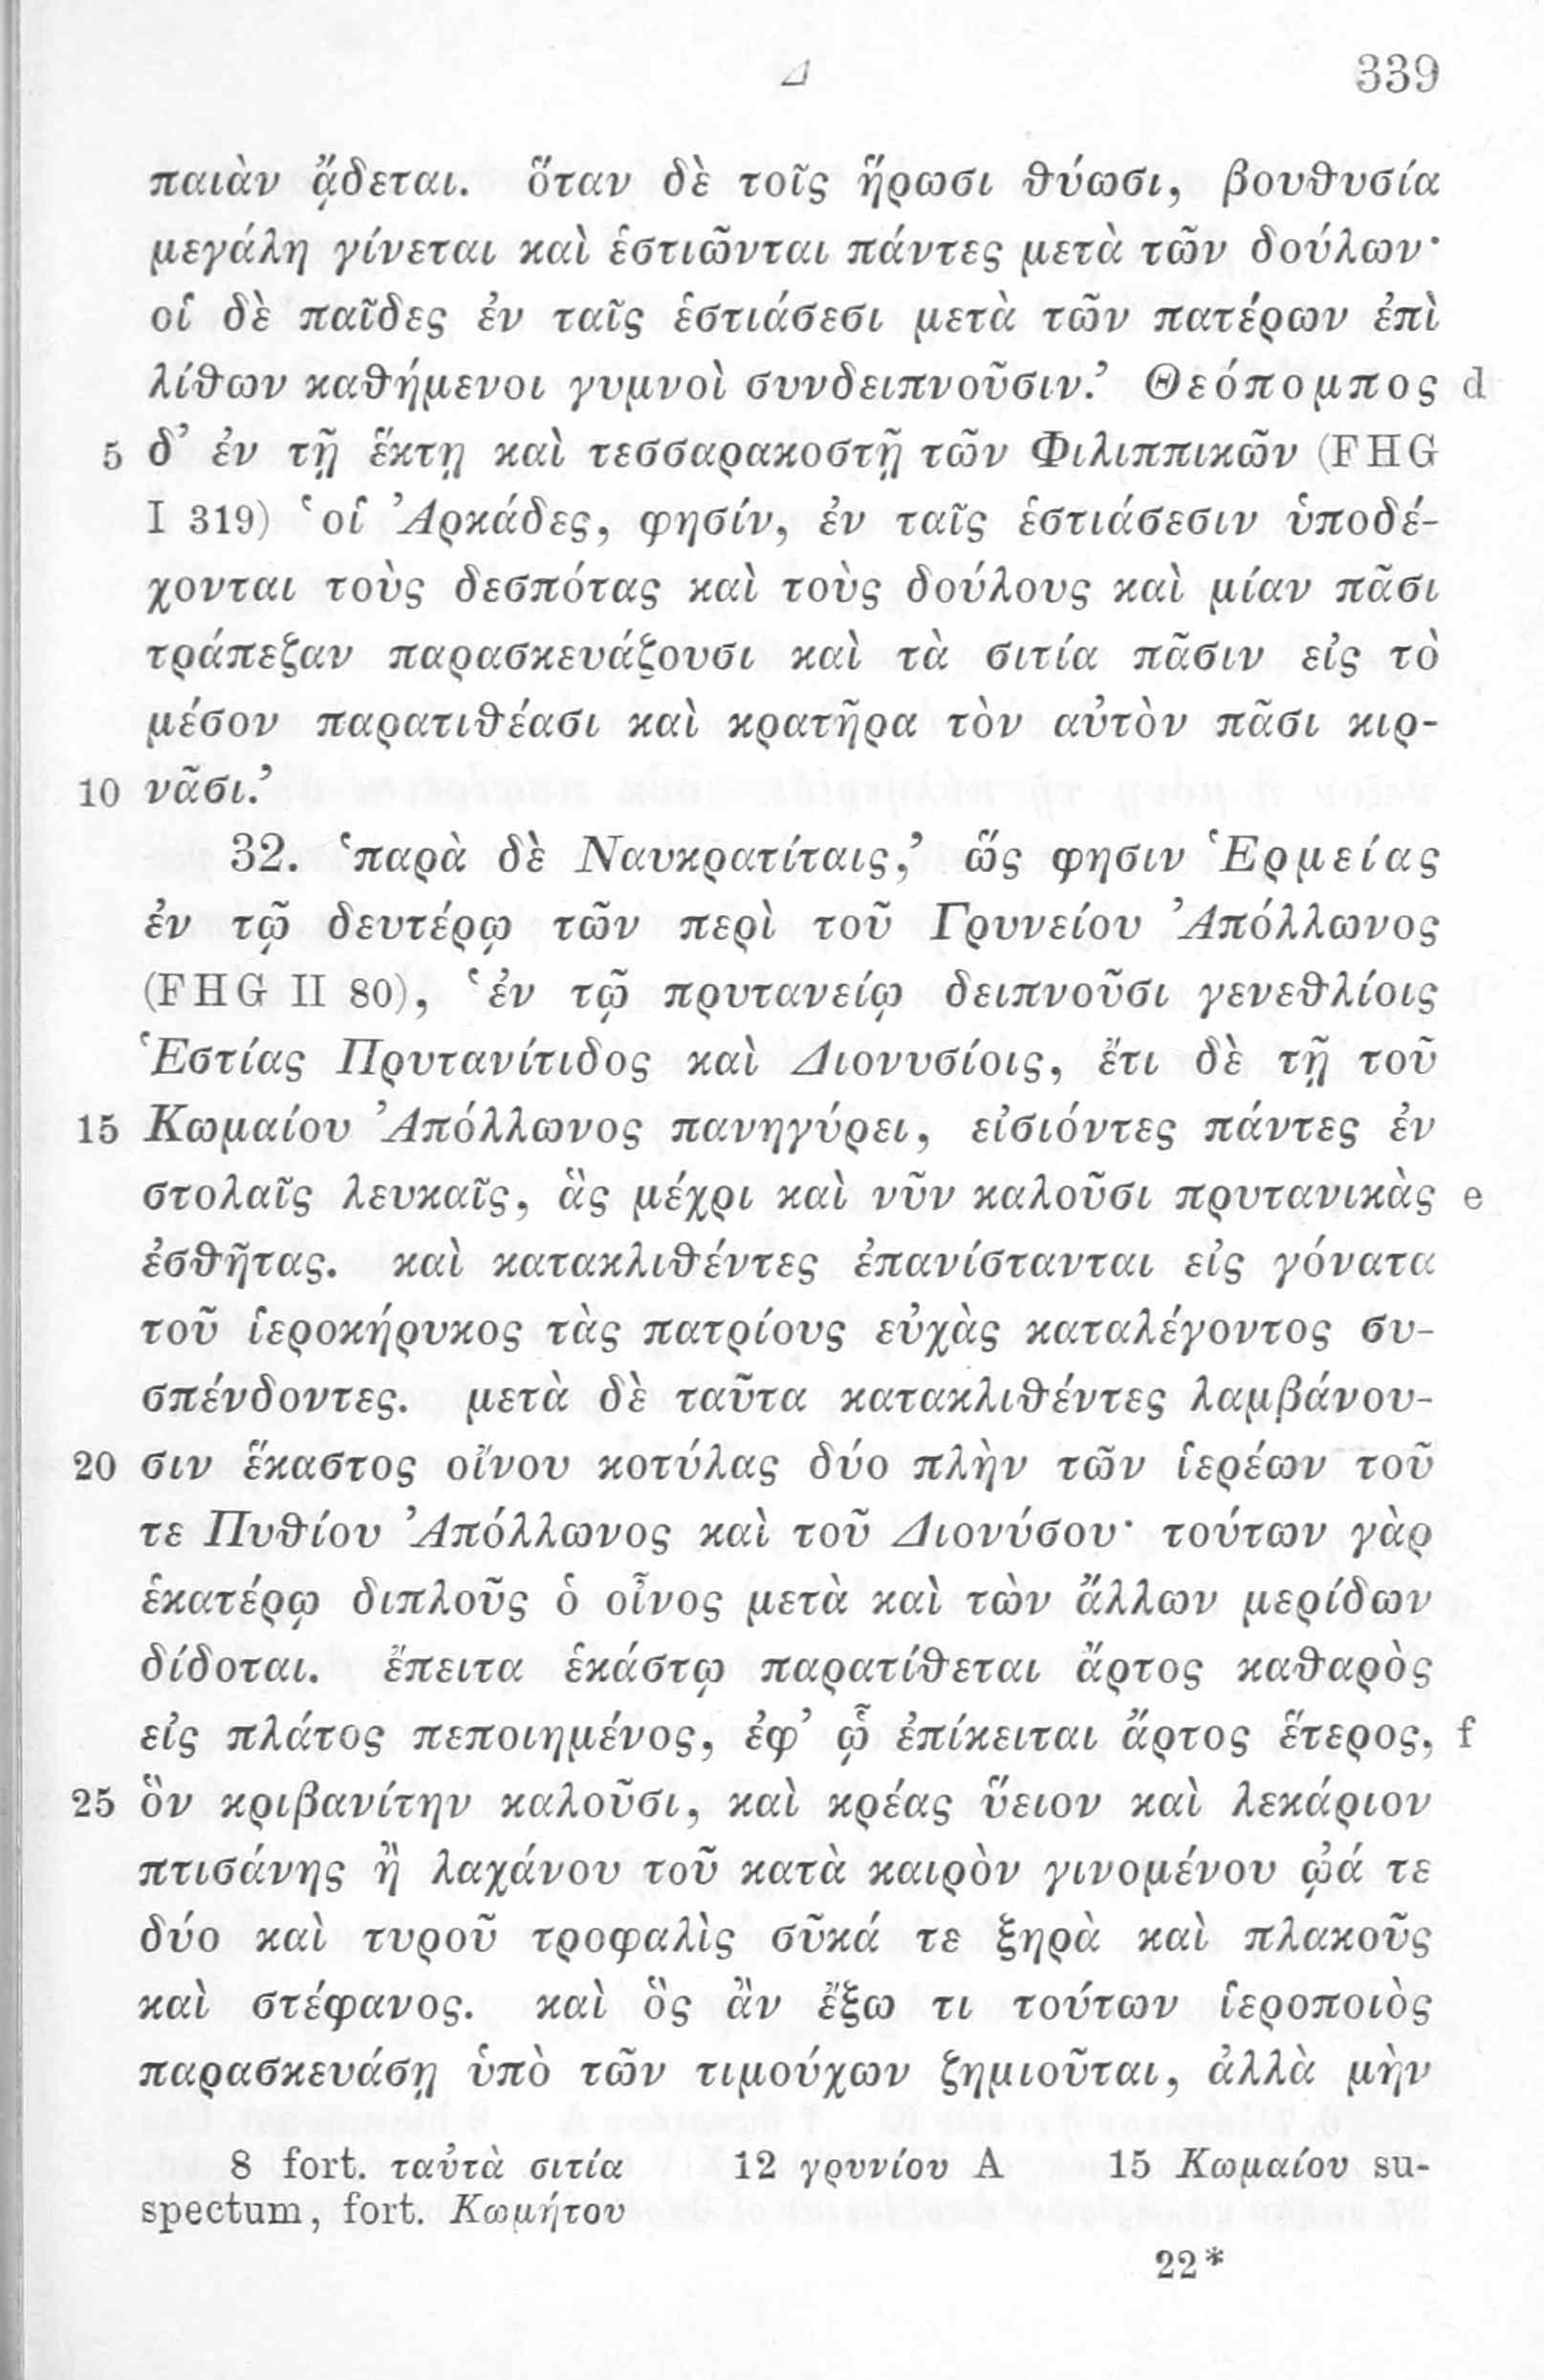 Δ 339
παιὰν ᾄδεται. ὅταν δὲ τοῖς ἥρωσι θύωσι, βουθυσία
μεγάλη γίνεται καὶ ἑστιῶνται πάντες μετὰ τῶν δούλων·
οἱ δὲ παῖδες ἐν ταῖς ἑστιάσεσι μετὰ τῶν πατέρων ἐπὶ
λίθων καθήμενοι γυμνοὶ συνδειπνοῦσιν.’ Θεόπομπος d
5 δ’ ἐν τῇ ἕκτῃ καὶ τεσσαρακοστῇ τῶν Φιλιππικῶν (FHG
I 319) ‘οἱ Ἀρκάδες, φησίν, ἐν ταῖς ἑστιάσεσιν ὑποδέ-
χονται τοὺς δεσπότας καὶ τοὺς δούλους καὶ μίαν πᾶσι
τράπεζαν παρασκευάζουσι καὶ τὰ σιτία πᾶσιν εἰς τὸ
μέσον παρατιθέασι καὶ κρατῆρα τὸν αὐτὸν πᾶσι κιρ-
10 νᾶσι.’
32. ‘παρὰ δὲ Ναυκρατίταις,’ ὥς φησιν Ἑρμείας
ἐν τῷ δευτέρῳ τῶν περὶ τοῦ Γρυνείου Ἀπόλλωνος
(FHG II 80), ‘ἐν τῷ πρυτανείῳ δειπνοῦσι γενεθλίοις
Ἑστίας Πρυτανίτιδος καὶ Διονυσίοις, ἔτι δὲ τῇ τοῦ
15 Κωμαίου Ἀπόλλωνος πανηγύρει, εἰσιόντες πάντες ἐν
στολαῖς λευκαῖς, ἃς μέχρι καὶ νῦν καλοῦσι πρυτανικὰς e
ἐσθῆτας. καὶ κατακλιθέντες ἐπανίστανται εἰς γόνατα
τοῦ ἱεροκήρυκος τὰς πατρίους εὐχὰς καταλέγοντος συ-
σπένδοντες. μετὰ δὲ ταῦτα κατακλιθέντες λαμβάνου-
20 σιν ἕκαστος οἴνου κοτύλας δύο πλὴν τῶν ἱερέων τοῦ
τε Πυθίου Ἀπόλλωνος καὶ τοῦ Διονύσου· τούτων γὰρ
ἑκατέρῳ διπλοῦς ὁ οἶνος μετὰ καὶ τῶν ἄλλων μερίδων
δίδοται. ἔπειτα ἑκάστῳ παρατίθεται ἄρτος καθαρὸς
εἰς πλάτος πεποιημένος, ἐφ’ ᾧ ἐπίκειται ἄρτος ἕτερος, f
25 ὃν κριβανίτην καλοῦσι, καὶ κρέας ὕειον καὶ λεκάριον
πτισάνης ἢ λαχάνου τοῦ κατὰ καιρὸν γινομένου ᾠά τε
δύο καὶ τυροῦ τροφαλὶς σῦκά τε ξηρὰ καὶ πλακοῦς
καὶ στέφανος. καὶ ὃς ἂν ἔξω τι τούτων ἱεροποιὸς
παρασκευάσῃ ὑπὸ τῶν τιμούχων ζημιοῦται, ἀλλὰ μὴν
8 fort. ταὐτὰ σιτία 12 γρυνίου A 15 Κωμαίου su-
spectum, fort. Κωμήτου
22*